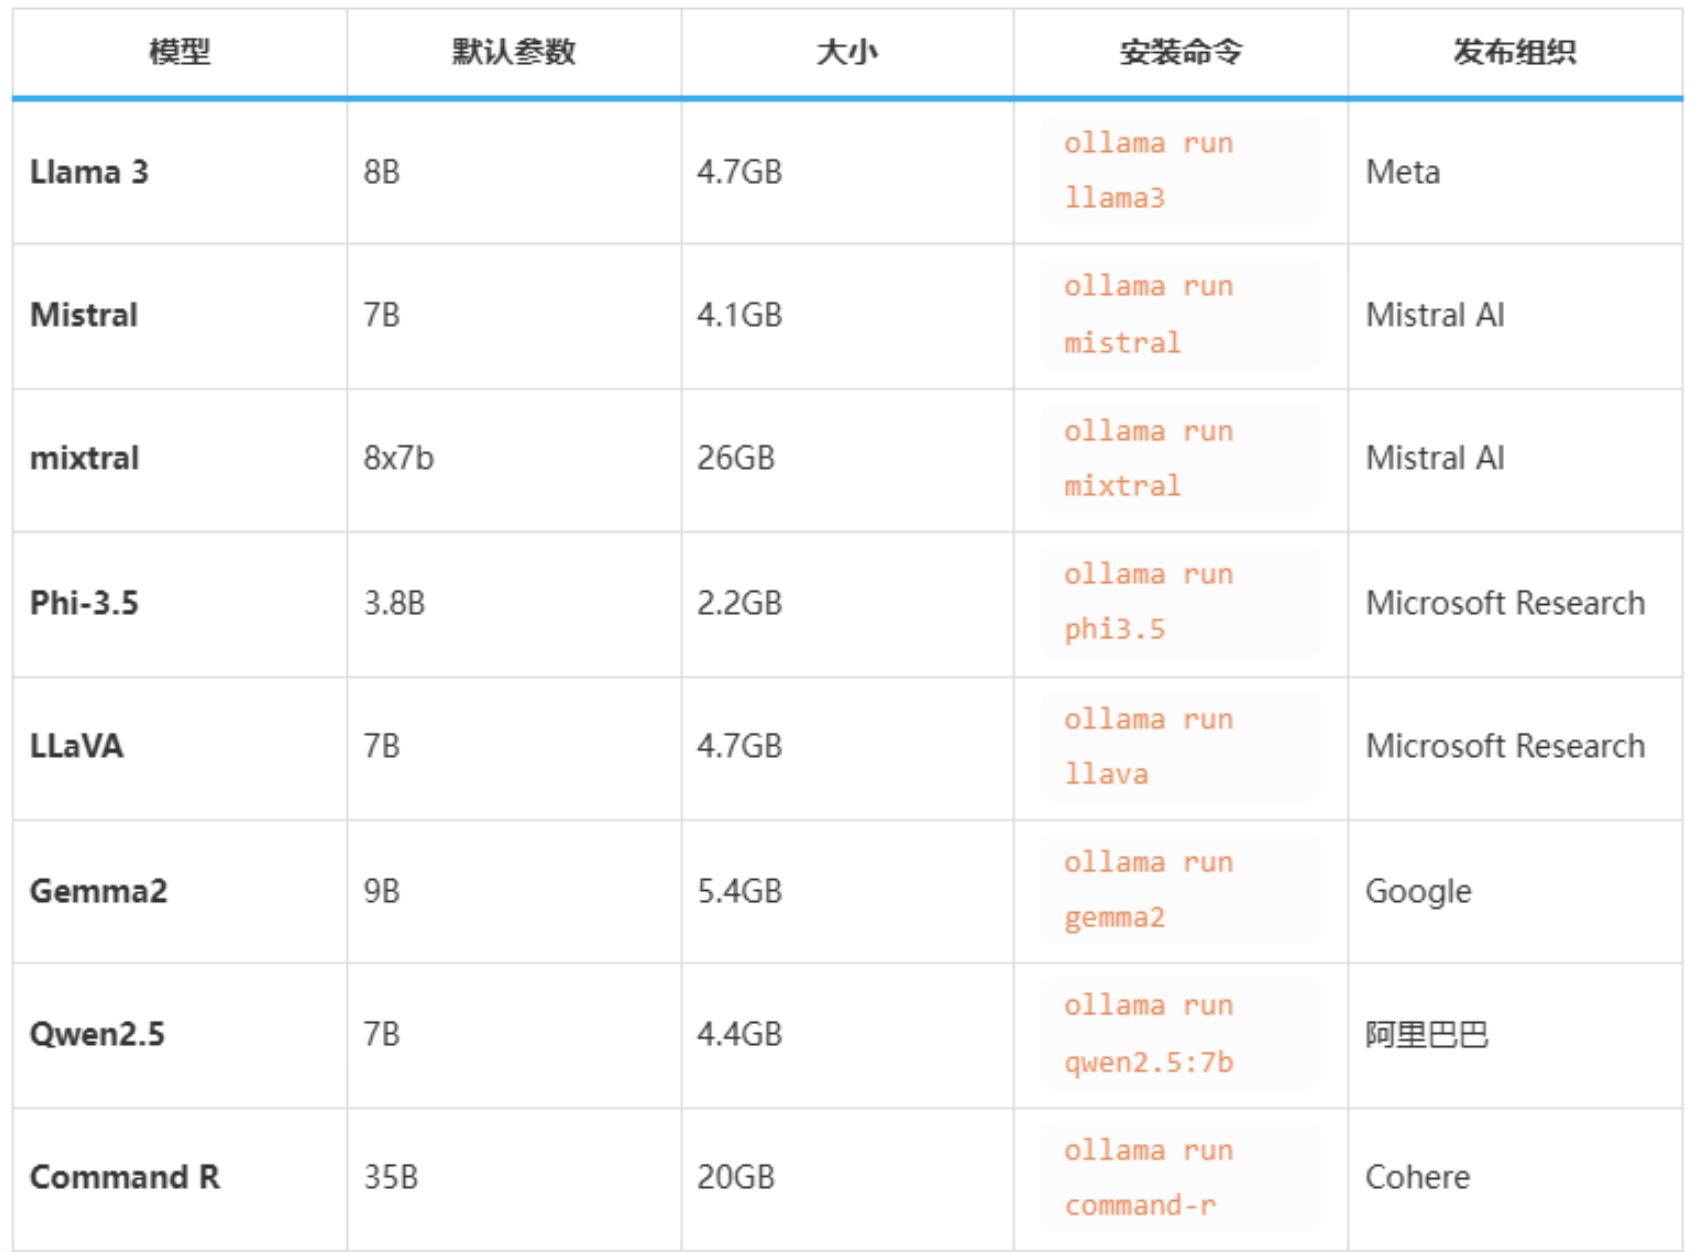 模型 默认参数 大小 安装命令 发布组织
Llama 3 8B 4.7GB ollama run llama3 Meta
Mistral 7B 4.1GB ollama run mistral Mistral AI
mixtral 8x7b 26GB ollama run mixtral Mistral AI
Phi-3.5 3.8B 2.2GB ollama run phi3.5 Microsoft Research
LLaVA 7B 4.7GB ollama run llava Microsoft Research
Gemma2 9B 5.4GB ollama run gemma2 Google
Qwen2.5 7B 4.4GB ollama run qwen2.5:7b 阿里巴巴
Command R 35B 20GB ollama run command-r Cohere